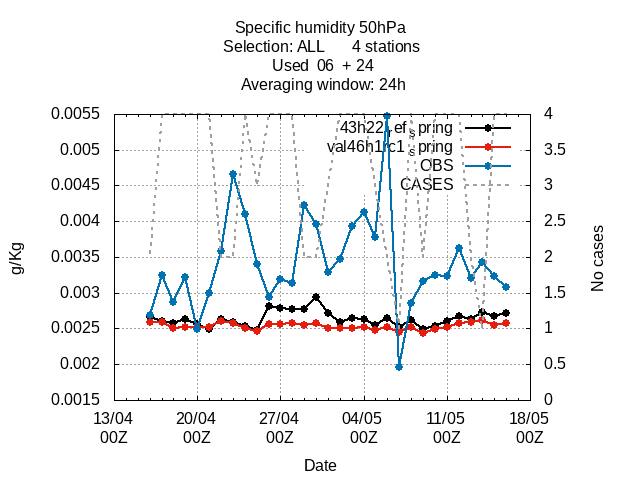 Specific humidity 50hPa
Selection: ALL 4 stations
Used 06 + 24
Averaging window: 24h
0.0055
0.005
0.0045
0.004
0.0035
0.003
0.0025
0.002
0.0015
g/Kg
4
3.5
3
2.5
2
1.5
1
0.5
0
No cases
pring
pring
OBS
CASES
13/04 20/04 27/04 04/05 11/05 18/05
00Z 00Z 00Z 00Z 00Z 00Z
Date